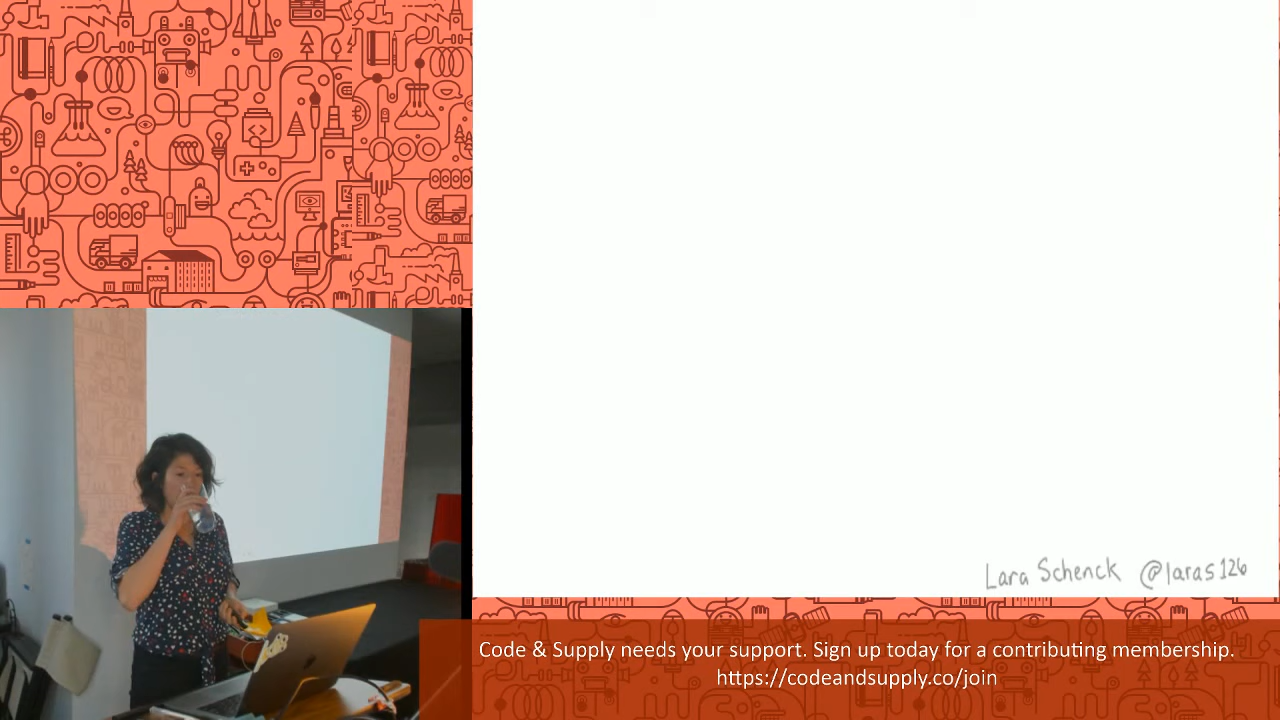 Lara Schenck @laras126
Code & Supply needs your support. Sign up today for a contributing membership.
https://codeandsupply.co/join